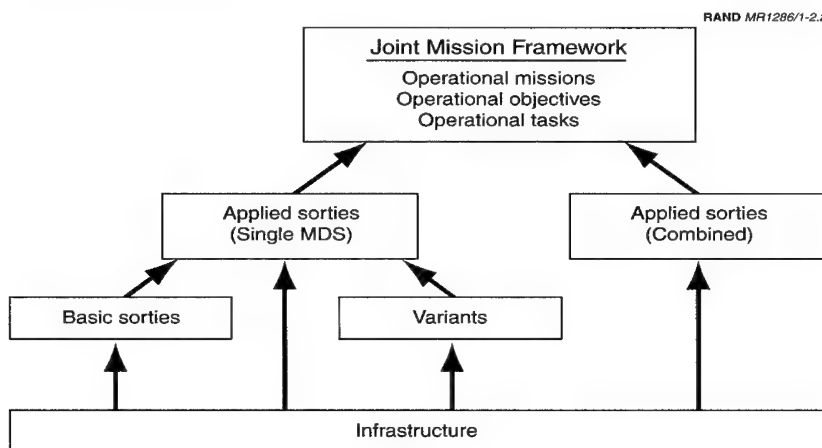 RAND MR1286/1-2.2
Joint Mission Framework
Operational missions
Operational objectives
Operational tasks
Applied sorties
(Single MDS)
Applied sorties
(Combined)
Basic sorties
Variants
Infrastructure